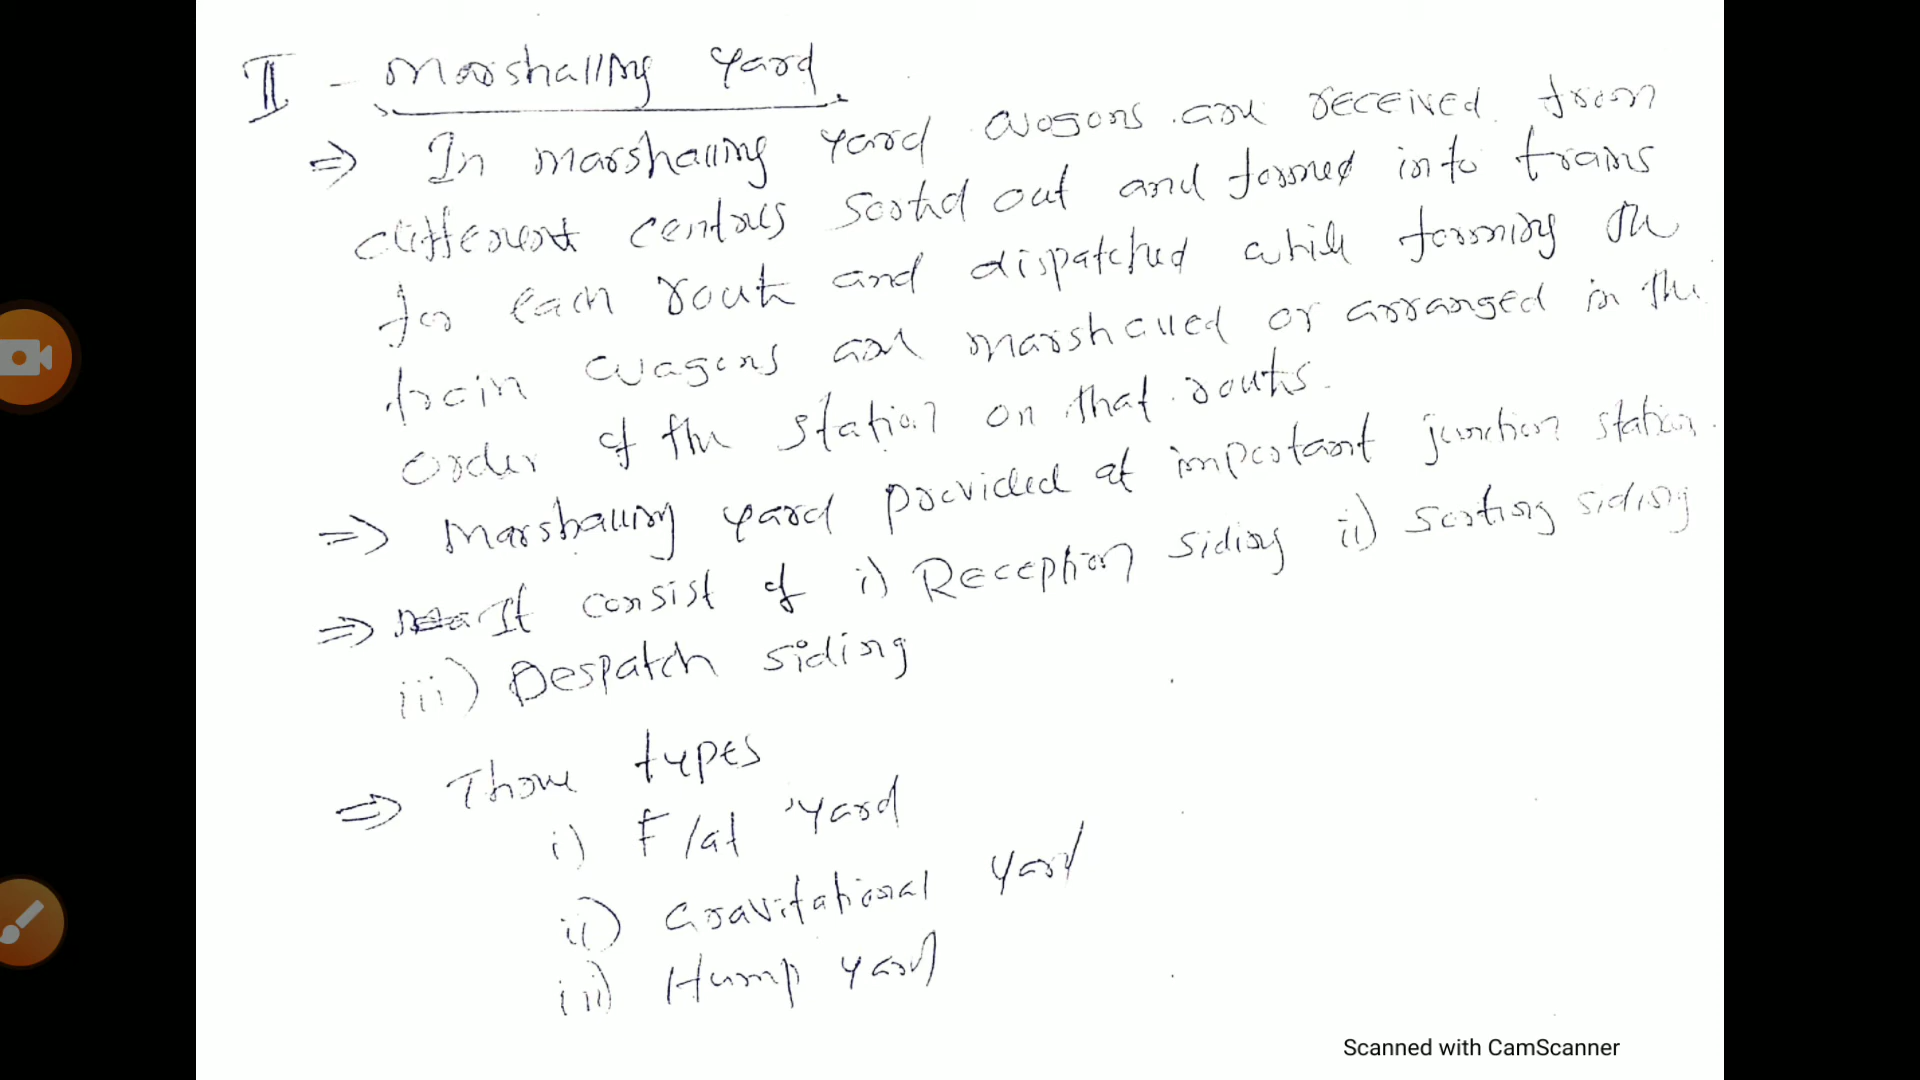 II - Marshalling Yard
⇒ In marshalling yard wagons are received from
different centres sorted out and formed into trains
for each route and dispatched while forming the
train wagons are marshalled or arranged in the
order of the station on that routes.
⇒ Marshalling yard provided at important junction station.
⇒ It consist of i) Reception siding ii) Sorting siding
iii) Despatch siding
⇒ Three types
i) Flat Yard
ii) Gravitational Yard
iii) Hump yard
Scanned with CamScanner